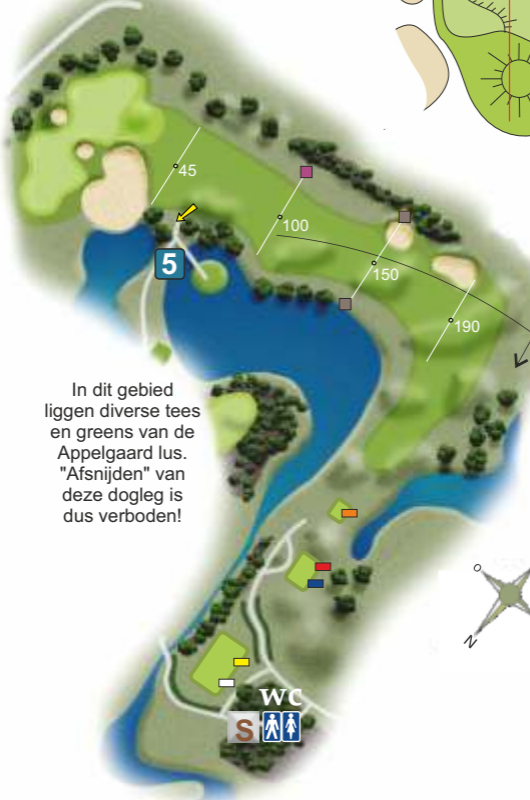 45
100
5
150
190
In dit gebied
liggen diverse tees
en greens van de
Appelgaard lus.
"Afsnijden" van
deze dogleg is
dus verboden!
O
N
WC
S